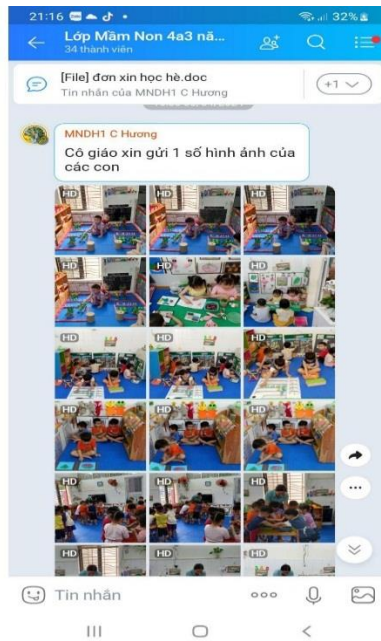 21:16
32%
Lớp Mầm Non 4a3 nă...
34 thành viên
[File] đơn xin học hè.doc
Tin nhắn của MNDH1 C Hương
+1
MNDH1 C Hương
Cô giáo xin gửi 1 số hình ảnh của
các con
HD HD HD
HD HD HD
HD HD HD
HD HD HD
HD HD HD
HD HD HD
Tin nhắn